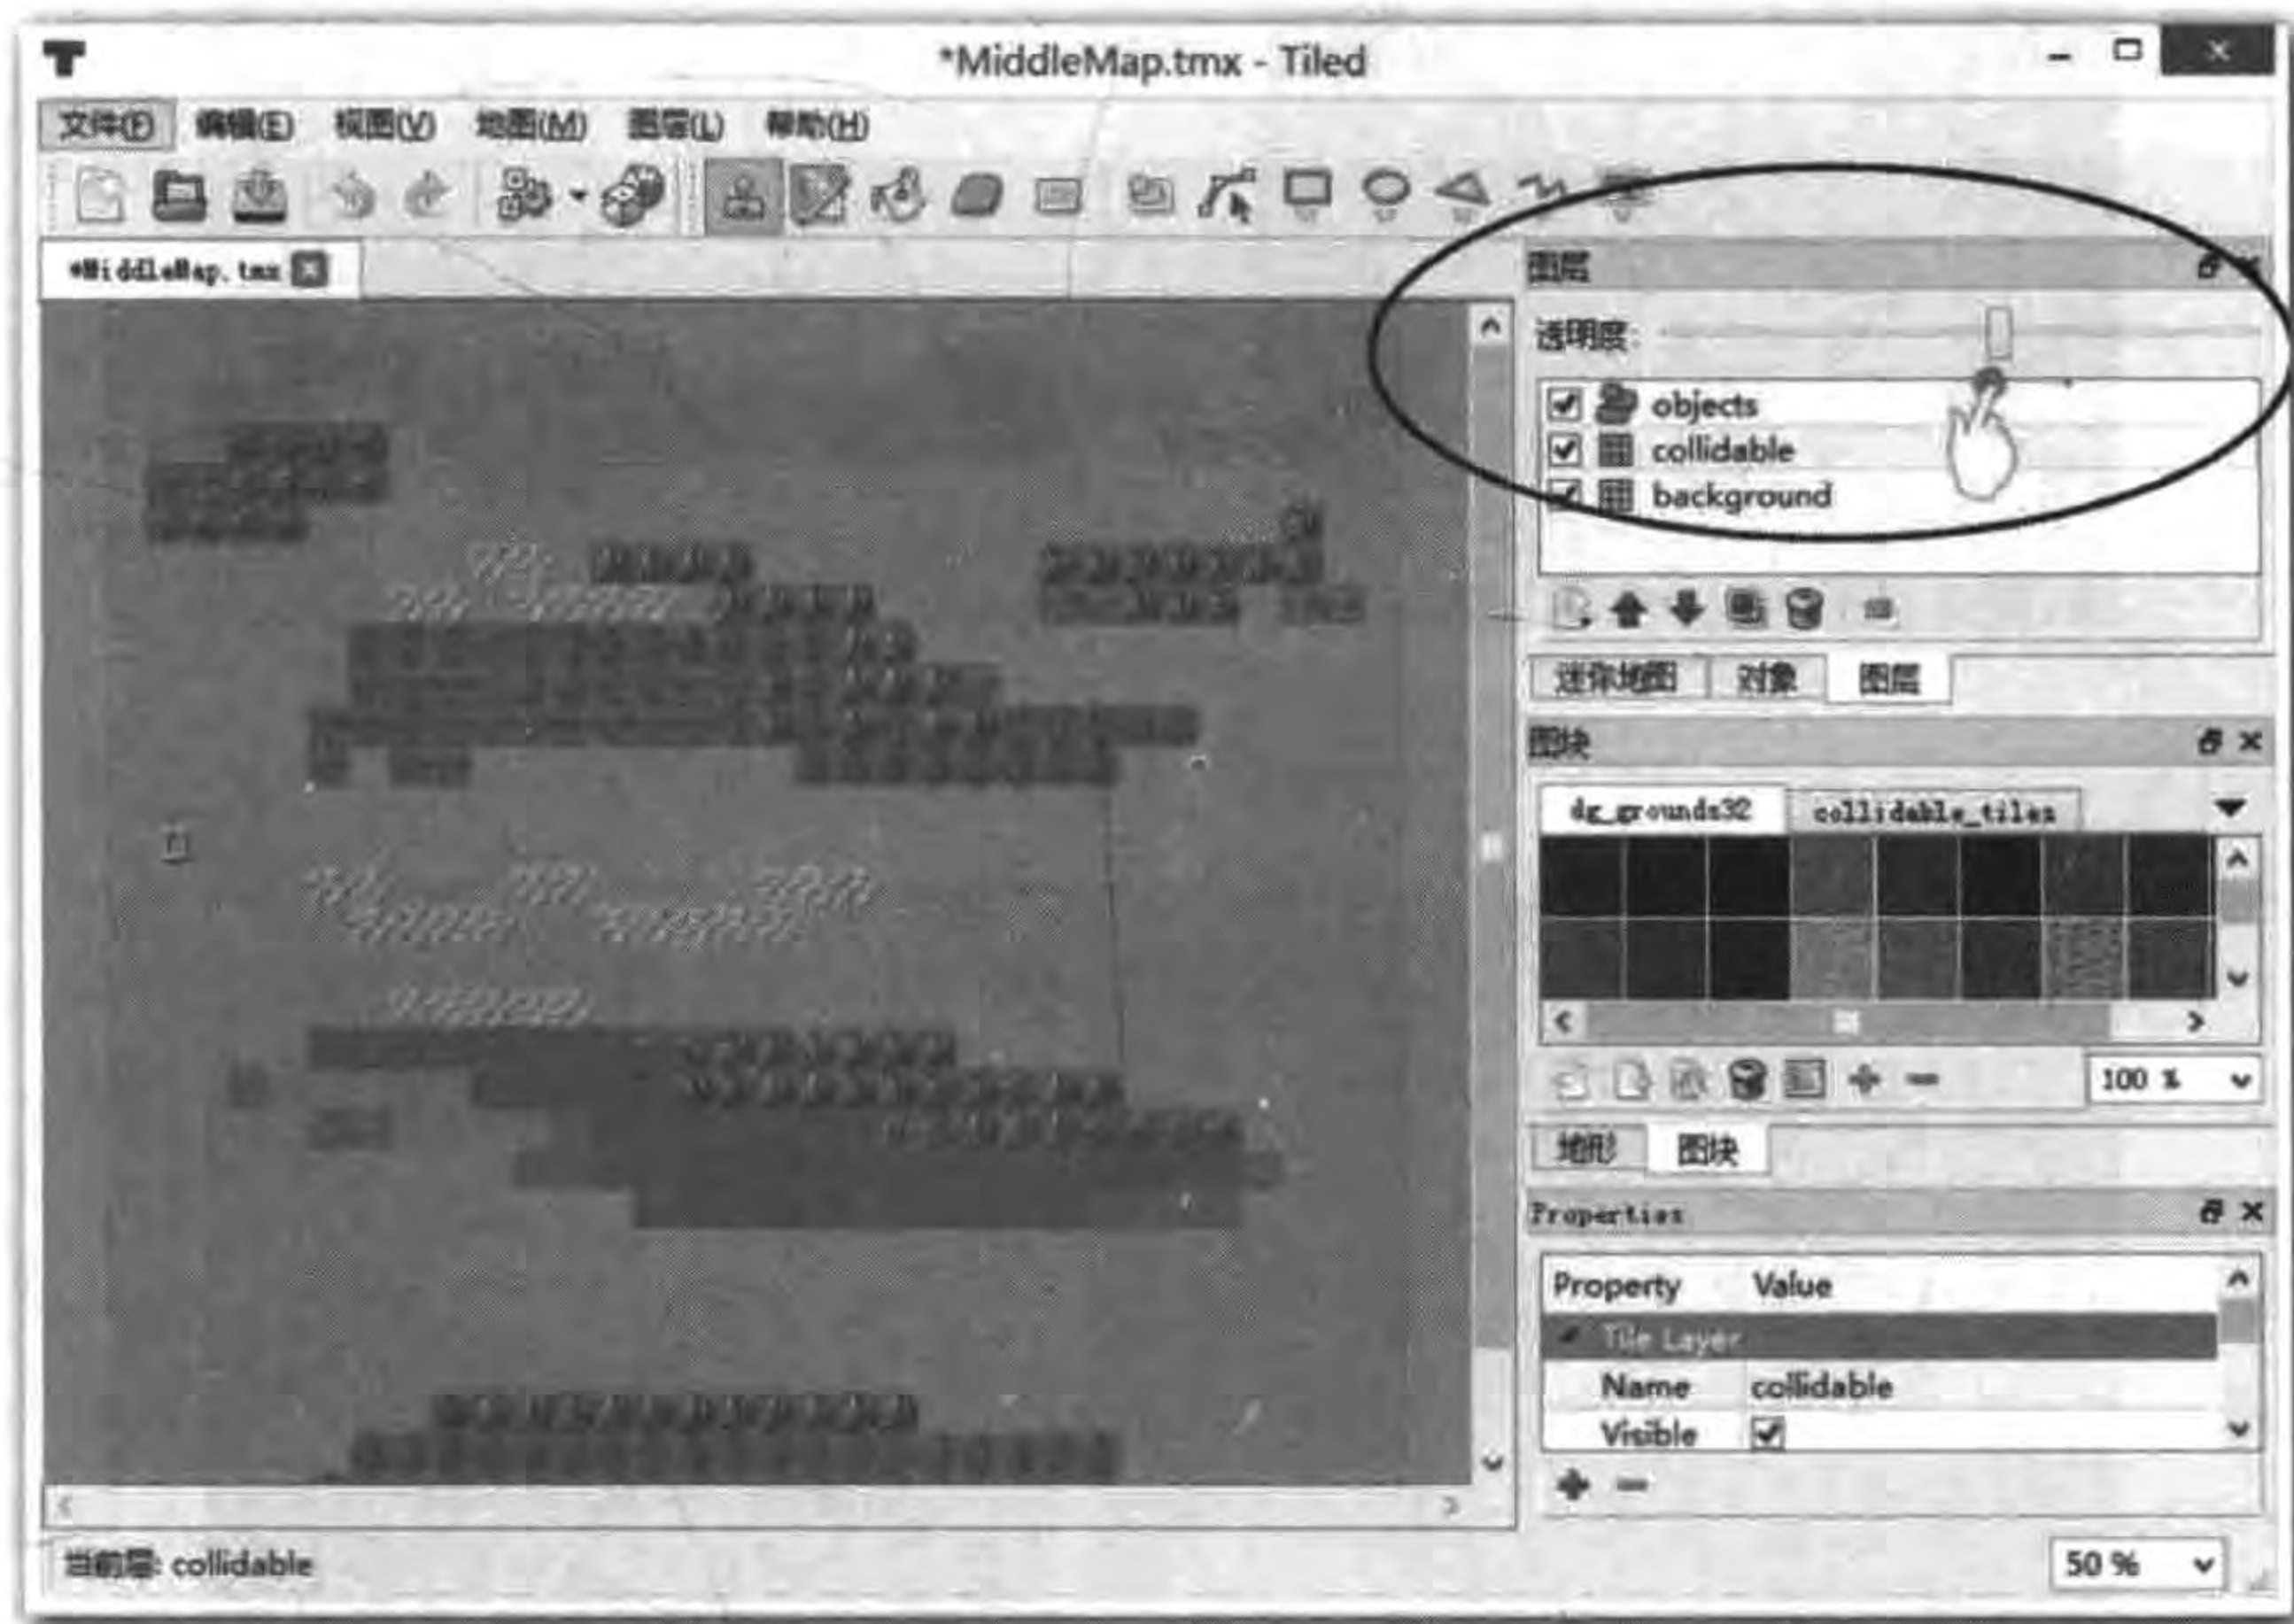 *MiddleMap.tmx - Tiled
文件(F) 编辑(E) 视图(V) 地图(M) 图层(L) 帮助(H)
*MiddleMap.tmx
图层
透明度:
objects
collidable
background
迷你地图 对象 图层
图块
dg_grounds32 collidable_tiles
100 %
地形 图块
Properties
Property Value
Tile Layer
Name collidable
Visible
当前层: collidable
50 %